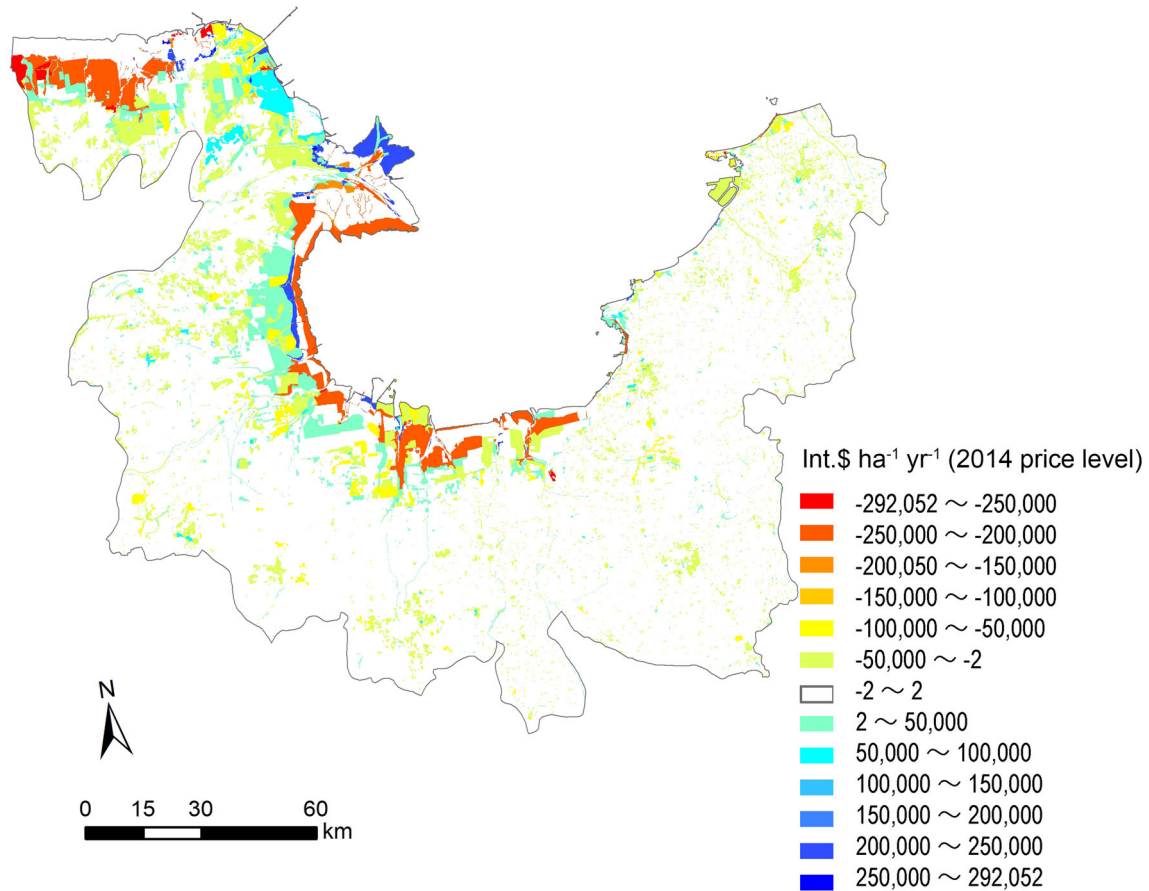 Int.$ ha⁻¹ yr⁻¹ (2014 price level)
-292,052 ~ -250,000
-250,000 ~ -200,000
-200,050 ~ -150,000
-150,000 ~ -100,000
-100,000 ~ -50,000
-50,000 ~ -2
-2 ~ 2
2 ~ 50,000
50,000 ~ 100,000
100,000 ~ 150,000
150,000 ~ 200,000
200,000 ~ 250,000
250,000 ~ 292,052
N
0 15 30 60
km